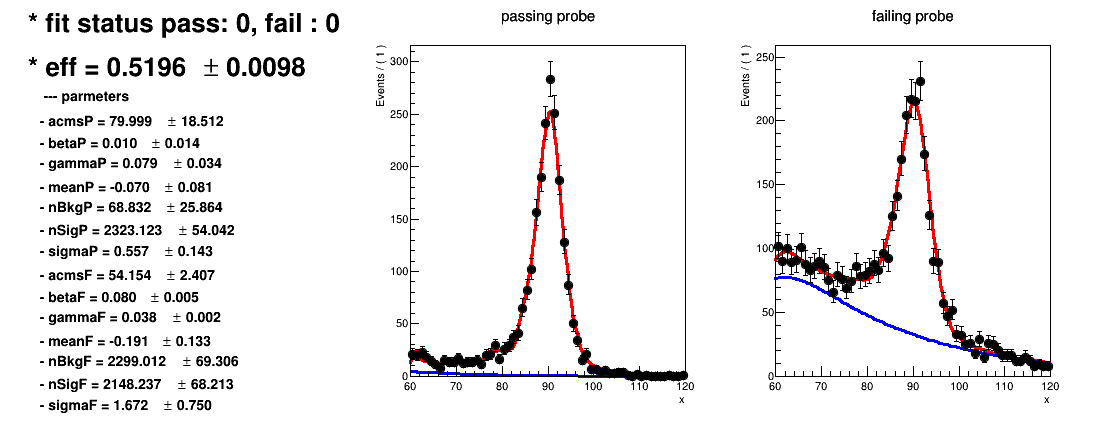 * fit status pass: 0, fail : 0
* eff = 0.5196 ± 0.0098
--- parmeters
- acmsP = 79.999 ± 18.512
- betaP = 0.010 ± 0.014
- gammaP = 0.079 ± 0.034
- meanP = -0.070 ± 0.081
- nBkgP = 68.832 ± 25.864
- nSigP = 2323.123 ± 54.042
- sigmaP = 0.557 ± 0.143
- acmsF = 54.154 ± 2.407
- betaF = 0.080 ± 0.005
- gammaF = 0.038 ± 0.002
- meanF = -0.191 ± 0.133
- nBkgF = 2299.012 ± 69.306
- nSigF = 2148.237 ± 68.213
- sigmaF = 1.672 ± 0.750
passing probe
Events / ( 1 )
300
250
200
150
100
50
0
60 70 80 90 100 110 120
x
failing probe
Events / ( 1 )
250
200
150
100
50
0
60 70 80 90 100 110 120
x